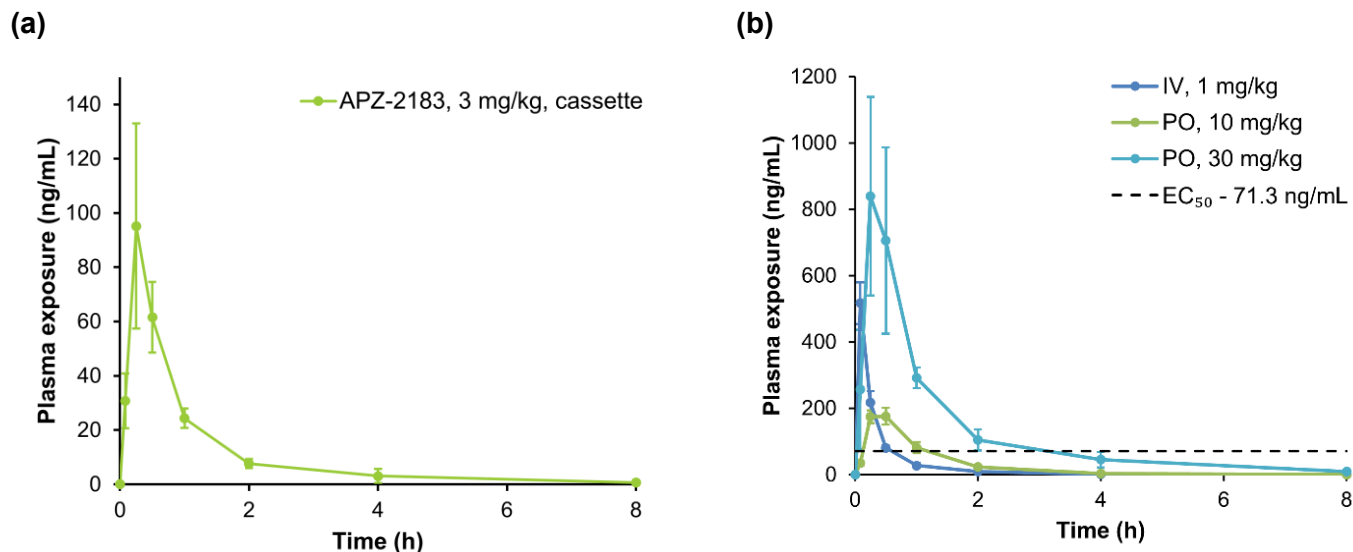 (a)
APZ-2183, 3 mg/kg, cassette
Plasma exposure (ng/mL)
140
120
100
80
60
40
20
0
0 2 4 6 8
Time (h)
(b)
IV, 1 mg/kg
PO, 10 mg/kg
PO, 30 mg/kg
EC₅₀ - 71.3 ng/mL
Plasma exposure (ng/mL)
1200
1000
800
600
400
200
0
0 2 4 6 8
Time (h)